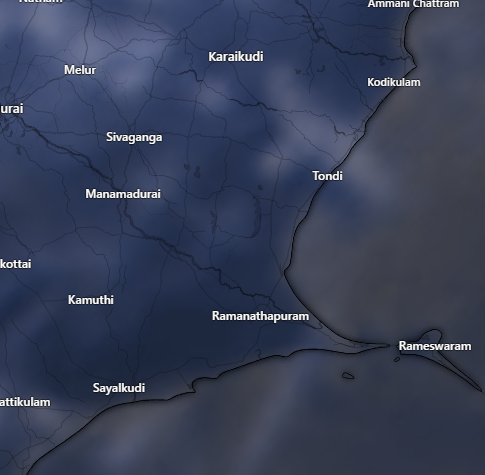 Ammani Chattram
Karaikudi
Melur
Kodikulam
urai
Sivaganga
Tondi
Manamadurai
kottai
Kamuthi
Ramanathapuram
Rameswaram
Sayalkudi
attikulam